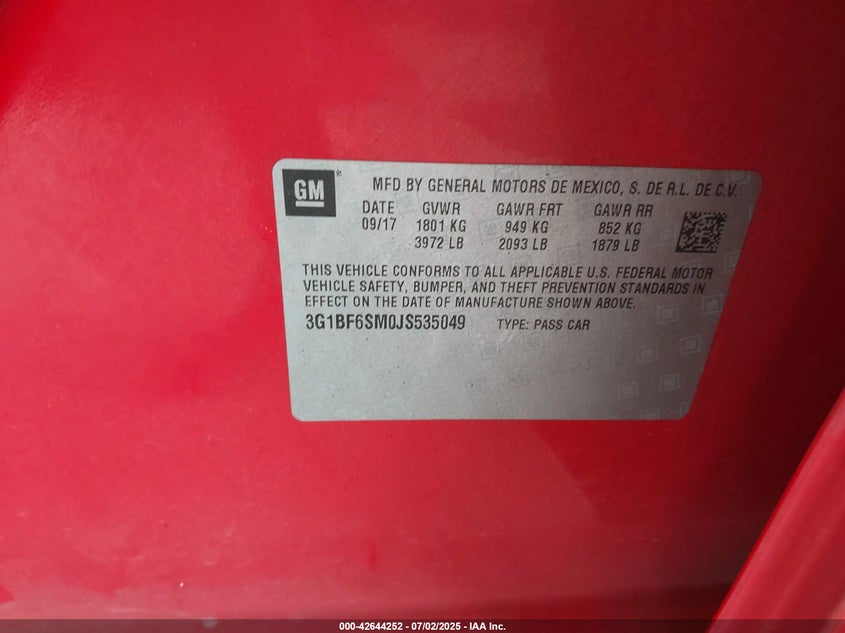 GM®
MFD BY GENERAL MOTORS DE MEXICO, S. DE R.L. DE C.V.
DATE GVWR GAWR FRT GAWR RR
09/17 1801 KG 949 KG 852 KG
3972 LB 2093 LB 1879 LB
THIS VEHICLE CONFORMS TO ALL APPLICABLE U.S. FEDERAL MOTOR
VEHICLE SAFETY, BUMPER, AND THEFT PREVENTION STANDARDS IN
EFFECT ON THE DATE OF MANUFACTURE SHOWN ABOVE.
3G1BF6SM0JS535049 TYPE: PASS CAR
000-42644252 - 07/02/2025 - IAA Inc.